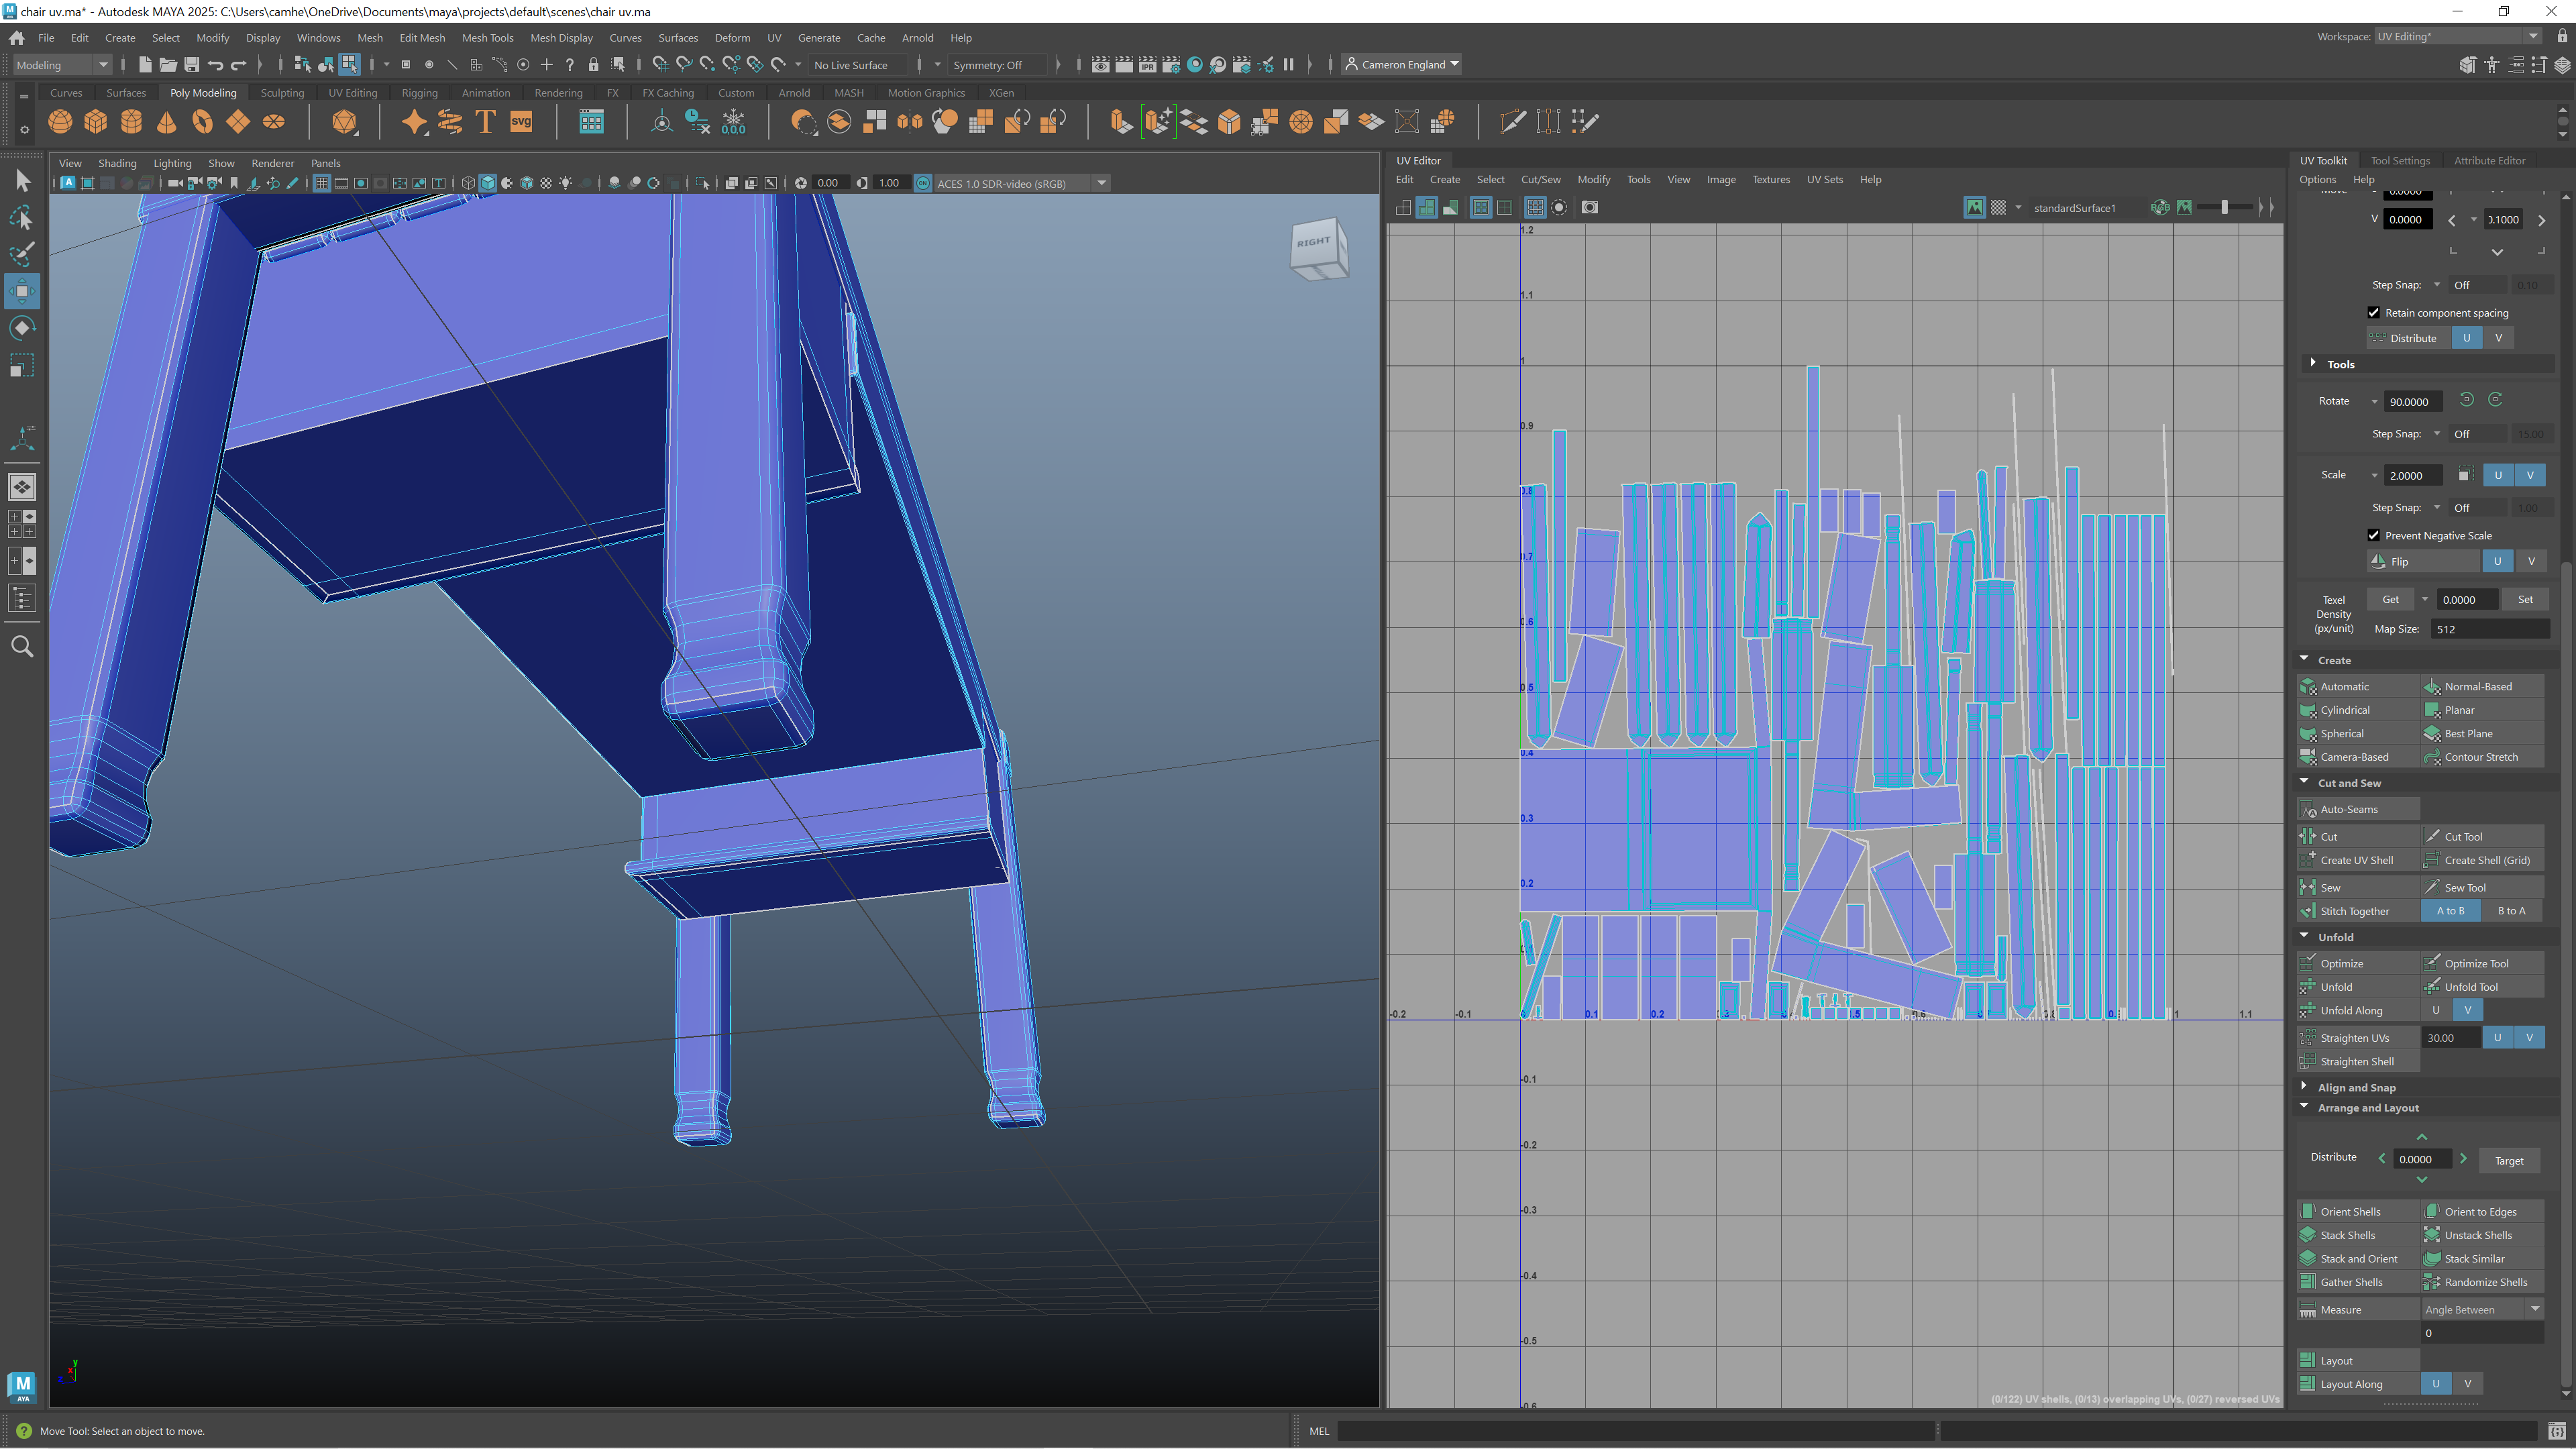 chair uv.ma* - Autodesk MAYA 2025: C:\Users\camhe\OneDrive\Documents\maya\projects\default\scenes\chair uv.ma
File Edit Create Select Modify Display Windows Mesh Edit Mesh Mesh Tools Mesh Display Curves Surfaces Deform UV Generate Cache Arnold Help
Workspace: UV Editing*
Modeling
No Live Surface
Symmetry: Off
IPR
Cameron England
Curves Surfaces Poly Modeling Sculpting UV Editing Rigging Animation Rendering FX FX Caching Custom Arnold MASH Motion Graphics XGen
T
SVG
0,0,0
View Shading Lighting Show Renderer Panels
0.00
1.00
ACES 1.0 SDR-video (sRGB)
RIGHT
UV Editor
Edit Create Select Cut/Sew Modify Tools View Image Textures UV Sets Help
standardSurface1
RGB
1.2
1.1
1
0.9
0.8
0.7
0.6
0.5
0.4
0.3
0.2
-0.2 -0.1 0.1 0.2 1 1.1
-0.1
-0.2
-0.3
-0.4
-0.5
-0.6
(0/122) UV shells, (0/13) overlapping UVs, (0/27) reversed UVs
UV Toolkit Tool Settings Attribute Editor
Options Help
V 0.0000
Step Snap: Off 0.10
Retain component spacing
Distribute U V
Tools
Rotate 90.0000
Step Snap: Off 15.00
Scale 2.0000 U V
Step Snap: Off 1.00
Prevent Negative Scale
Flip U V
Texel Density (px/unit) Get 0.0000 Set
Map Size: 512
Create
Automatic Normal-Based
Cylindrical Planar
Spherical Best Plane
Camera-Based Contour Stretch
Cut and Sew
Auto-Seams
Cut Cut Tool
Create UV Shell Create Shell (Grid)
Sew Sew Tool
Stitch Together A to B B to A
Unfold
Optimize Optimize Tool
Unfold Unfold Tool
Unfold Along U V
Straighten UVs 30.00 U V
Straighten Shell
Align and Snap
Arrange and Layout
Distribute 0.0000 Target
Orient Shells Orient to Edges
Stack Shells Unstack Shells
Stack and Orient Stack Similar
Gather Shells Randomize Shells
Measure Angle Between
0
Layout
Layout Along U V
M
AYA
Move Tool: Select an object to move.
MEL